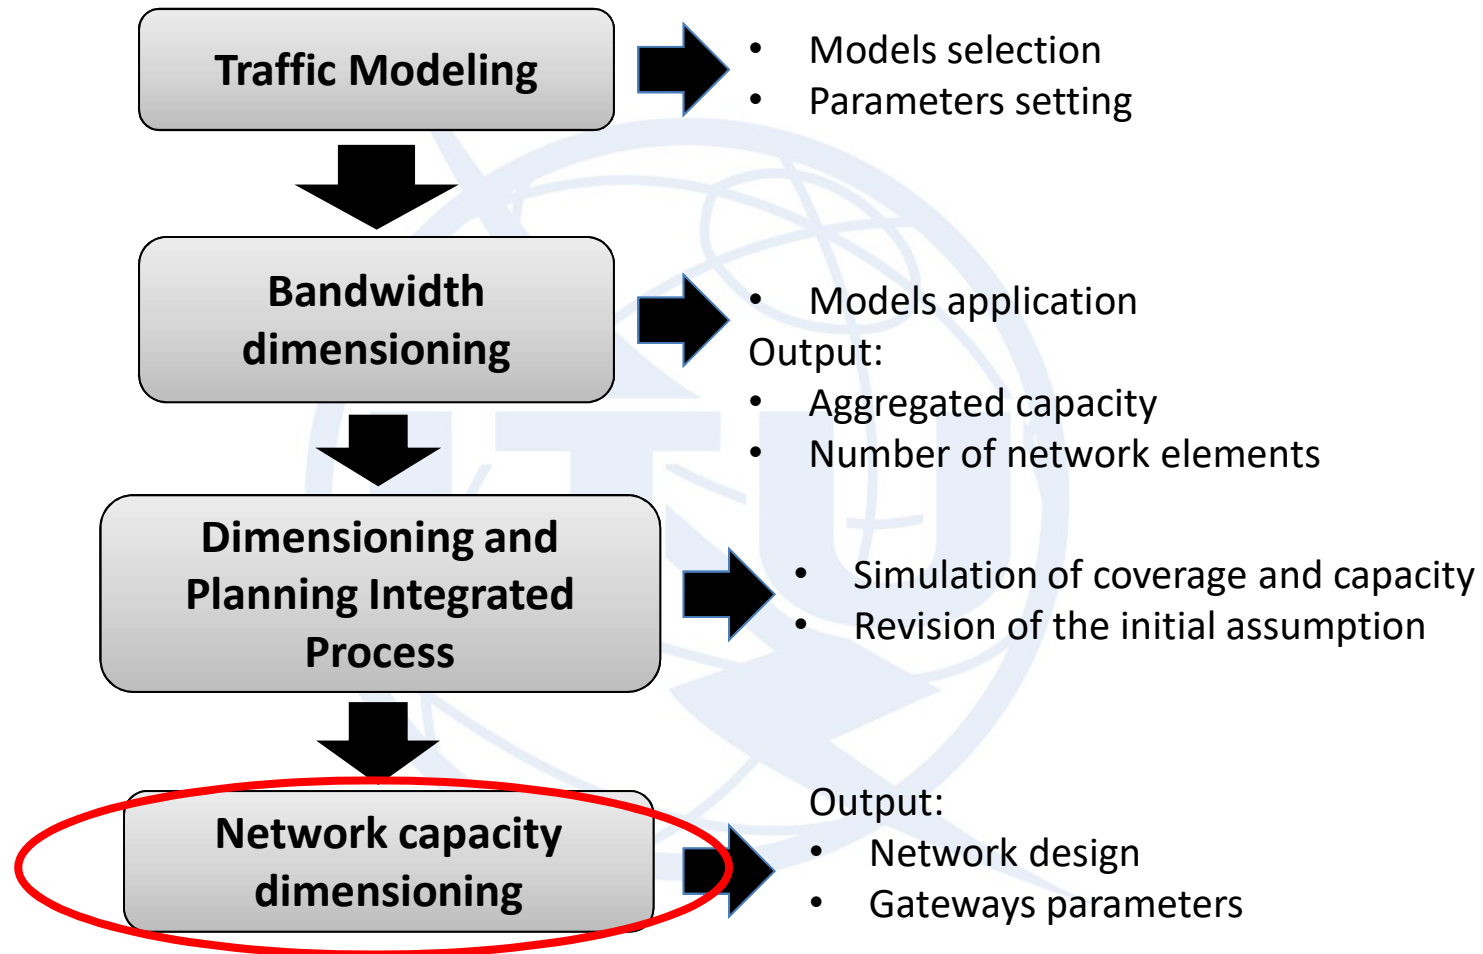 Traffic Modeling
• Models selection
• Parameters setting
Bandwidth
dimensioning
• Models application
Output:
• Aggregated capacity
• Number of network elements
Dimensioning and
Planning Integrated
Process
• Simulation of coverage and capacity
• Revision of the initial assumption
Network capacity
dimensioning
Output:
• Network design
• Gateways parameters
ITU